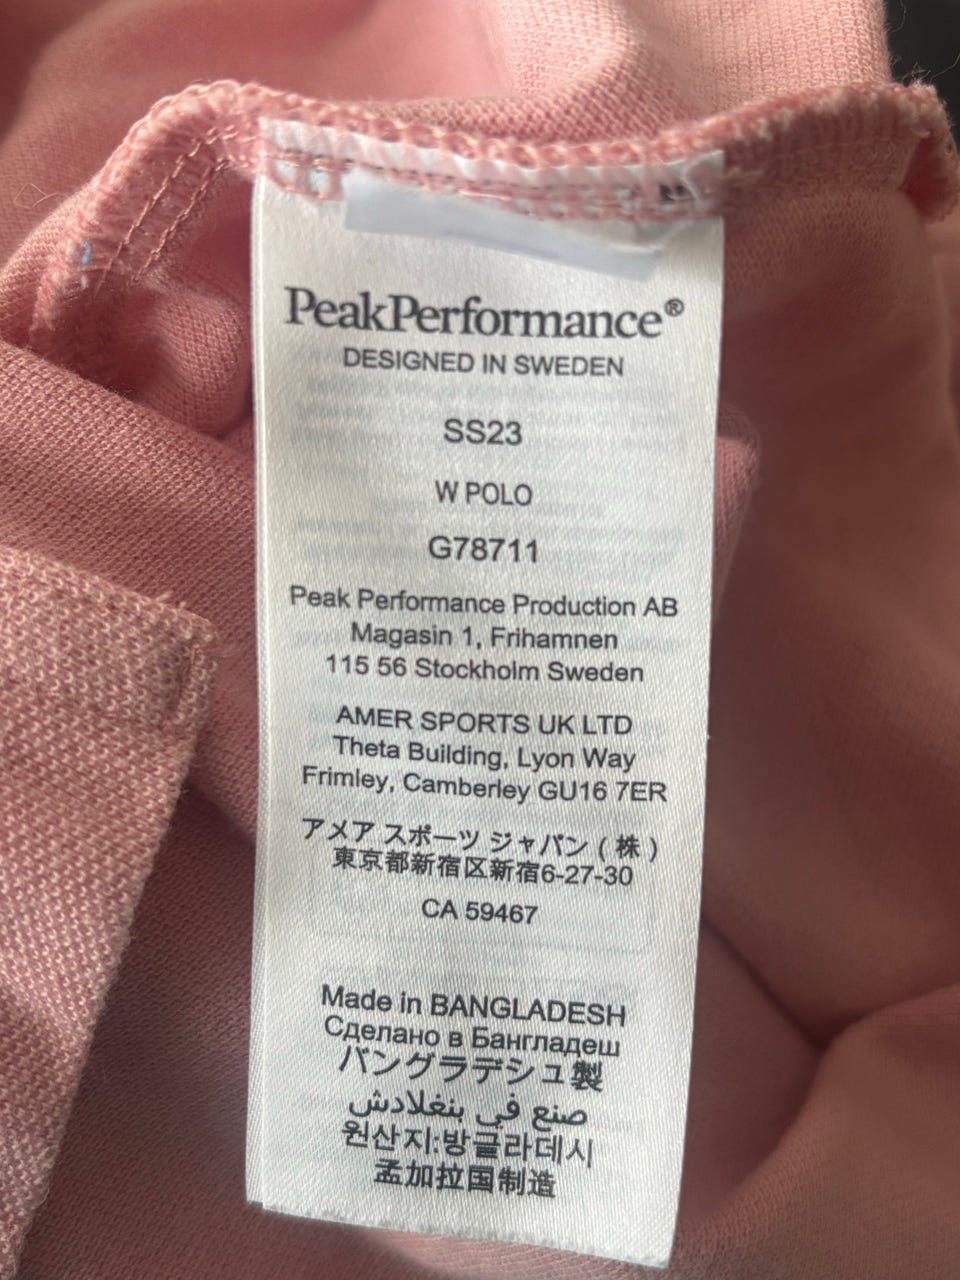 PeakPerformance®
DESIGNED IN SWEDEN
SS23
W POLO
G78711
Peak Performance Production AB
Magasin 1, Frihamnen
115 56 Stockholm Sweden
AMER SPORTS UK LTD
Theta Building, Lyon Way
Frimley, Camberley GU16 7ER
アメア スポーツ ジャパン ( 株 )
東京都新宿区新宿6-27-30
CA 59467
Made in BANGLADESH
Сделано в Бангладеш
バングラデシュ製
صنع في بنغلادش
원산지:방글라데시
孟加拉国制造